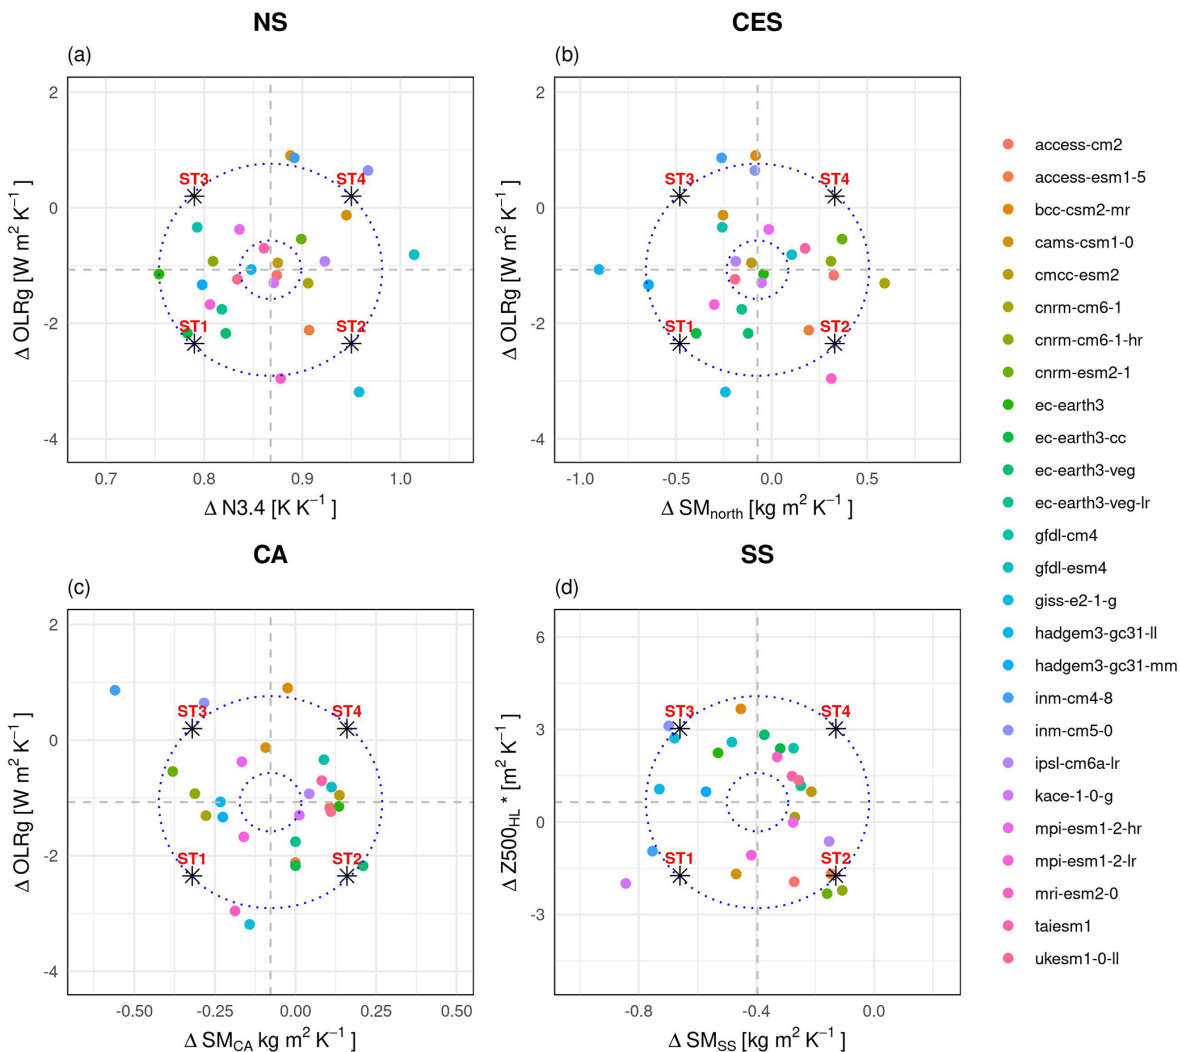 NS
(a)
2
0
-2
-4
Δ OLRg [W m² K⁻¹ ]
ST3
ST4
ST1
ST2
0.7
0.8
0.9
1.0
Δ N3.4 [K K⁻¹ ]
CES
(b)
2
0
-2
-4
Δ OLRg [W m² K⁻¹ ]
ST3
ST4
ST1
ST2
-1.0
-0.5
0.0
0.5
Δ SMnorth [kg m² K⁻¹ ]
CA
(c)
2
0
-2
-4
Δ OLRg [W m² K⁻¹ ]
ST3
ST4
ST1
ST2
-0.50
-0.25
0.00
0.25
0.50
Δ SMCA kg m² K⁻¹ ]
SS
(d)
6
3
0
-3
Δ Z500HL * [m² K⁻¹ ]
ST3
ST4
ST1
ST2
-0.8
-0.4
0.0
Δ SMSS [kg m² K⁻¹ ]
access-cm2
access-esm1-5
bcc-csm2-mr
cams-csm1-0
cmcc-esm2
cnrm-cm6-1
cnrm-cm6-1-hr
cnrm-esm2-1
ec-earth3
ec-earth3-cc
ec-earth3-veg
ec-earth3-veg-lr
gfdl-cm4
gfdl-esm4
giss-e2-1-g
hadgem3-gc31-ll
hadgem3-gc31-mm
inm-cm4-8
inm-cm5-0
ipsl-cm6a-lr
kace-1-0-g
mpi-esm1-2-hr
mpi-esm1-2-lr
mri-esm2-0
taiesm1
ukesm1-0-ll